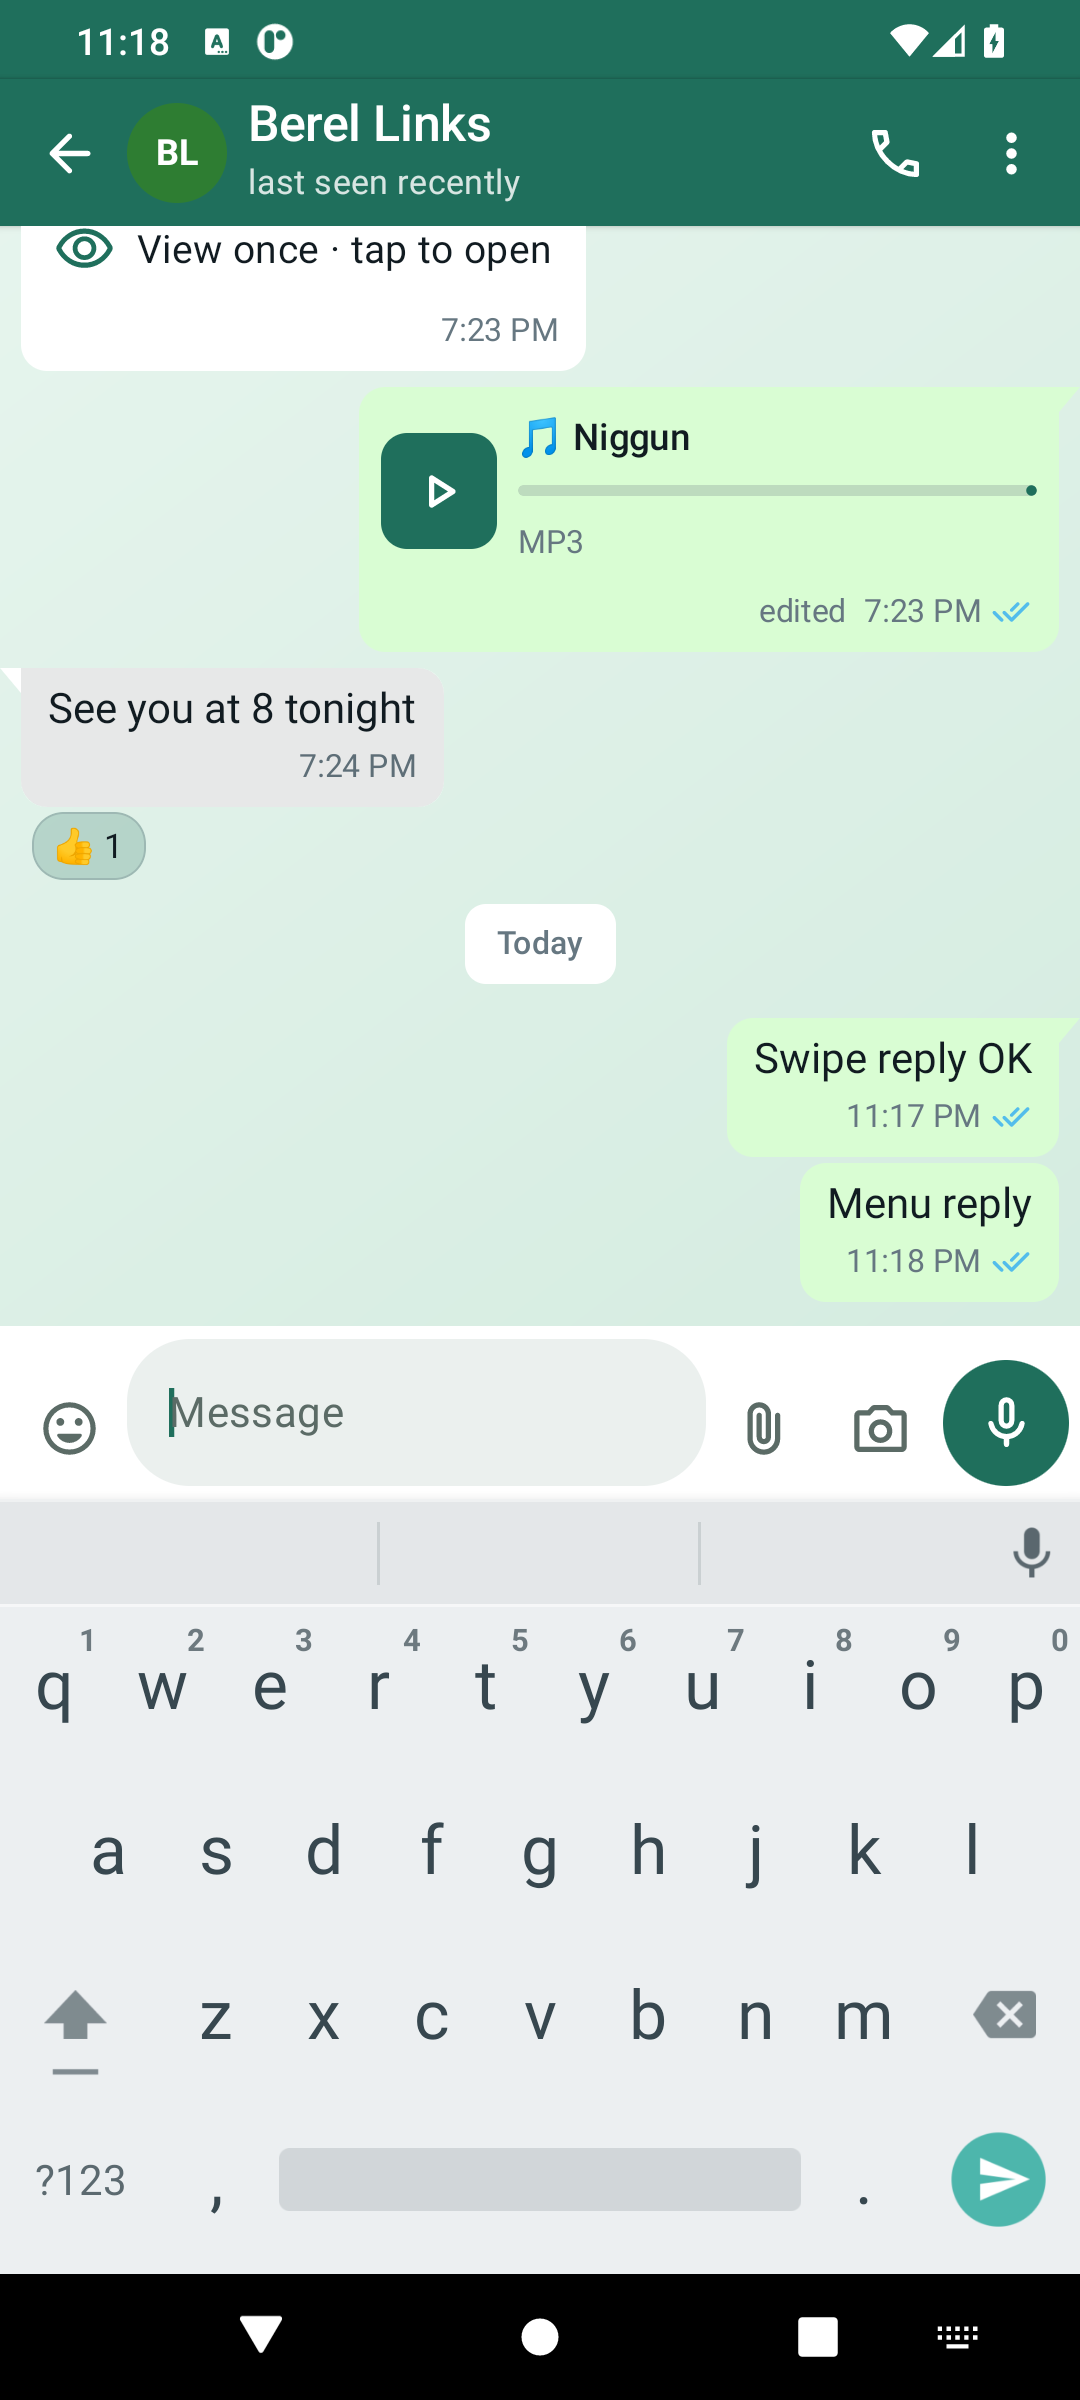 11:18
BL
Berel Links
last seen recently
View once · tap to open
7:23 PM
🎵 Niggun
MP3
edited 7:23 PM
See you at 8 tonight
7:24 PM
👍 1
Today
Swipe reply OK
11:17 PM
Menu reply
11:18 PM
Message
1 2 3 4 5 6 7 8 9 0
q w e r t y u i o p
a s d f g h j k l
z x c v b n m
?123 , .